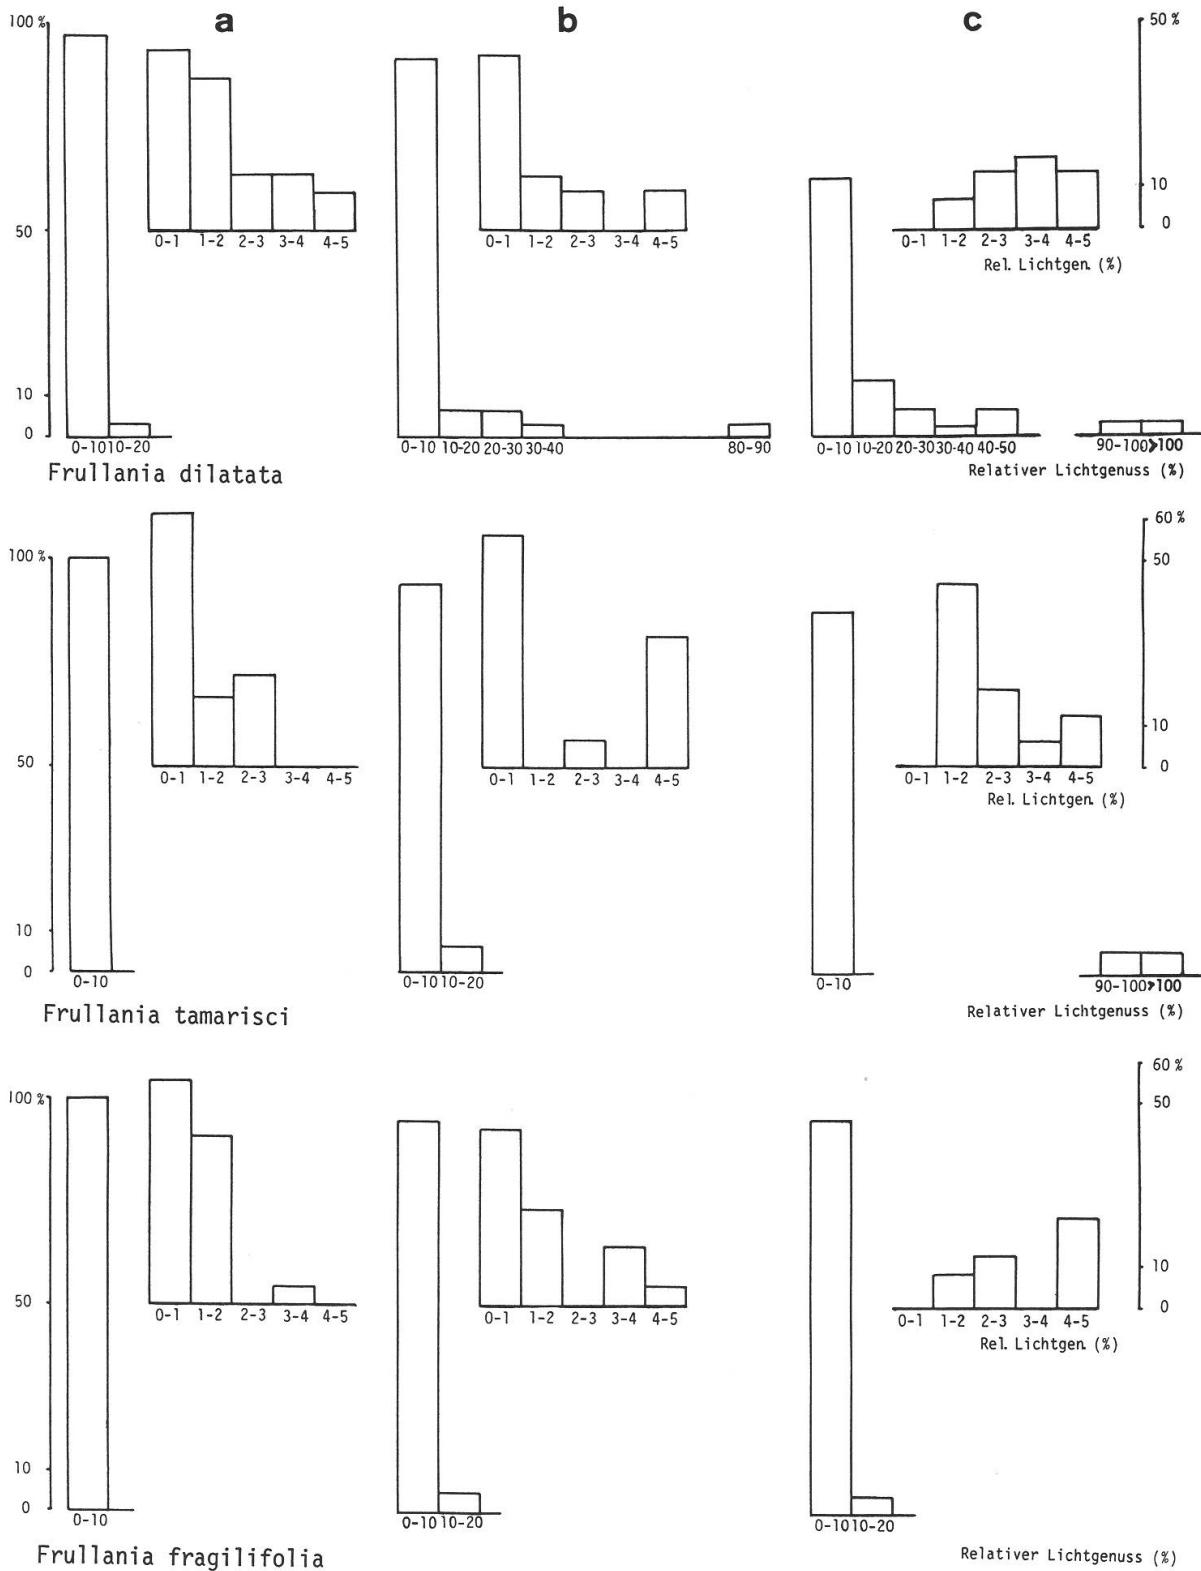 a b c
100 %
50
10
0
0-1 1-2 2-3 3-4 4-5
0-10 10-20
0-1 1-2 2-3 3-4 4-5
0-10 10-20 20-30 30-40 80-90
50 %
10
0
0-1 1-2 2-3 3-4 4-5
Rel. Lichtgen. (%)
0-10 10-20 20-30 30-40 40-50 90-100 >100
Relativer Lichtgenuss (%)
Frullania dilatata
100 %
50
10
0
0-1 1-2 2-3 3-4 4-5
0-10
0-1 1-2 2-3 3-4 4-5
0-10 10-20
60 %
50
10
0
0-1 1-2 2-3 3-4 4-5
Rel. Lichtgen. (%)
0-10 90-100 >100
Relativer Lichtgenuss (%)
Frullania tamarisci
100 %
50
10
0
0-1 1-2 2-3 3-4 4-5
0-10
0-1 1-2 2-3 3-4 4-5
0-10 10-20
60 %
50
10
0
0-1 1-2 2-3 3-4 4-5
Rel. Lichtgen. (%)
0-10 10-20
Relativer Lichtgenuss (%)
Frullania fragilifolia